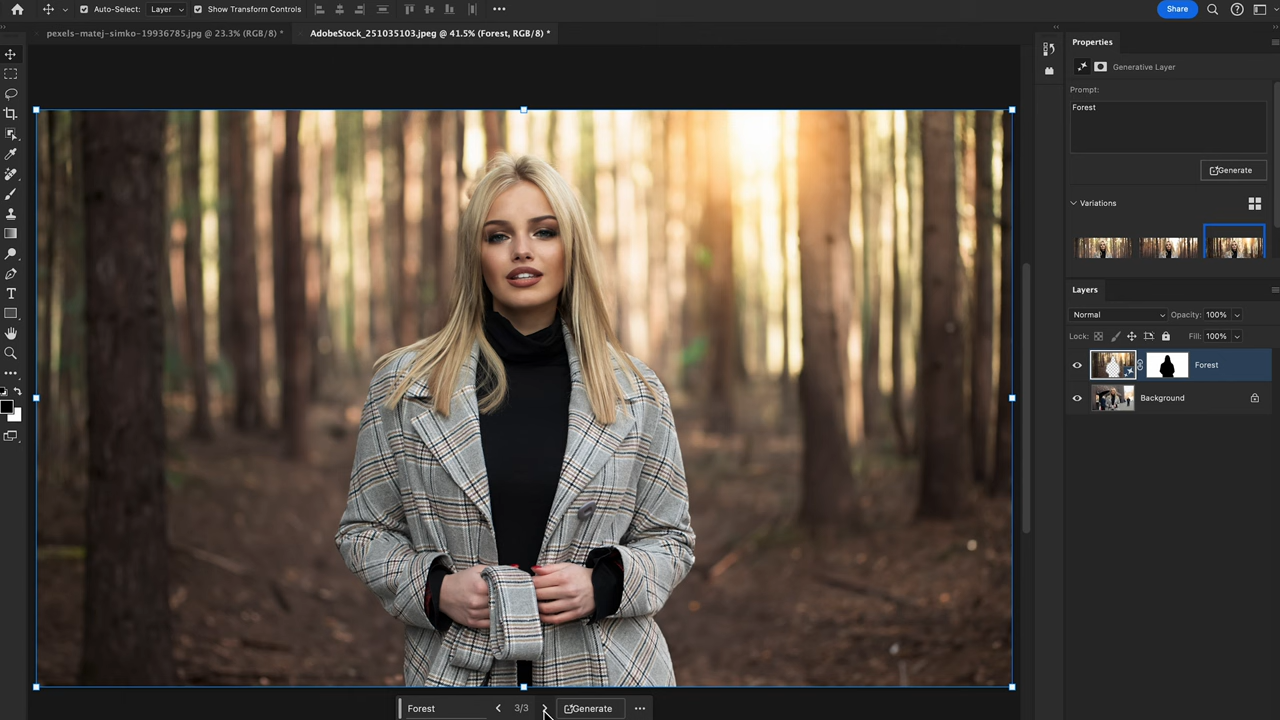 Auto-Select: Layer Show Transform Controls Share
pexels-matej-simko-19936785.jpg @ 23.3% (RGB/8) *
AdobeStock_251035103.jpeg @ 41.5% (Forest, RGB/8) *
Properties
Generative Layer
Prompt:
Forest
Generate
Variations
Layers
Normal Opacity: 100%
Lock: Fill: 100%
Forest
Background
Forest 3/3 Generate